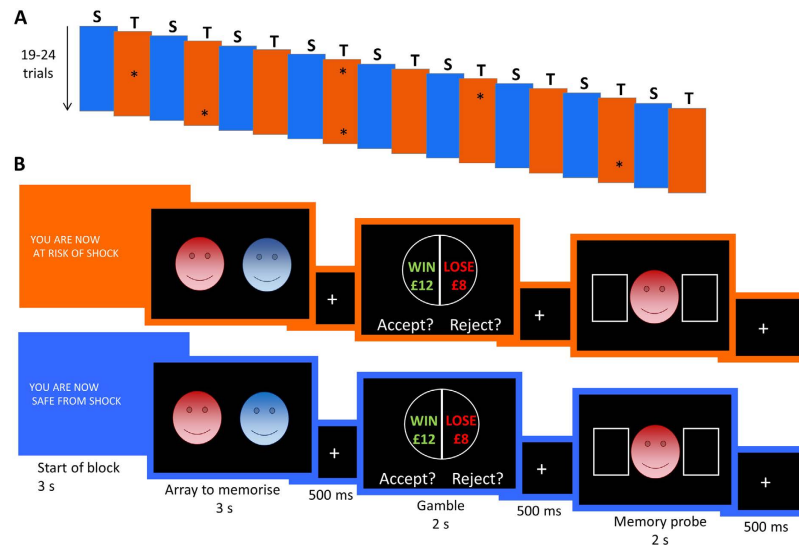 A
S T S T S T S T S T S T S T S T S T
19-24
trials
* * * * * *
B
YOU ARE NOW
AT RISK OF SHOCK
WIN LOSE
£12 £8
Accept? Reject?
+ + +
YOU ARE NOW
SAFE FROM SHOCK
WIN LOSE
£12 £8
Accept? Reject?
+ + +
Start of block
3 s
Array to memorise
3 s
500 ms
Gamble
2 s
500 ms
Memory probe
2 s
500 ms